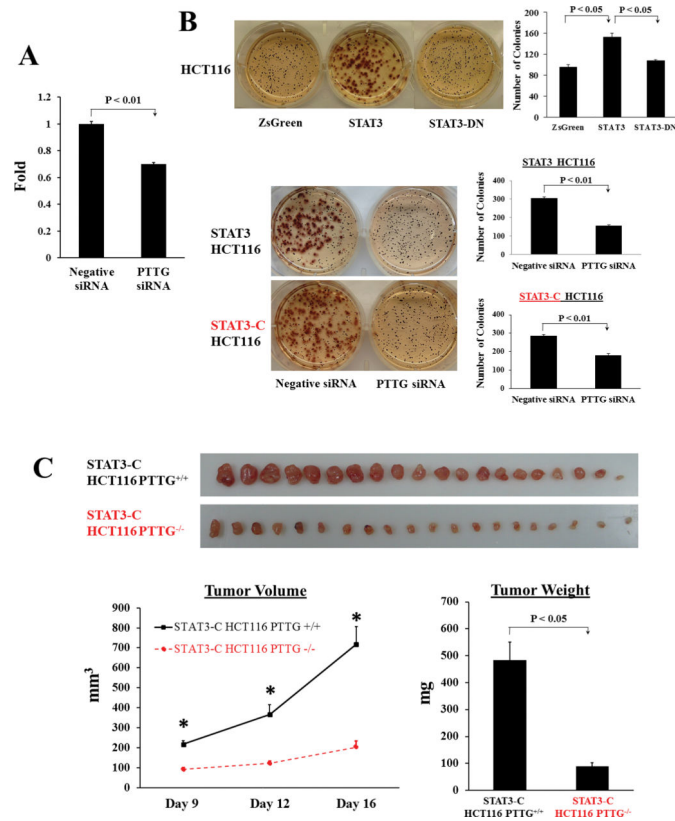 A
P < 0.01
1.2
1
0.8
0.6
0.4
0.2
0
Fold
Negative
siRNA
PTTG
siRNA
B
HCT116
ZsGreen
STAT3
STAT3-DN
P < 0.05
P < 0.05
200
160
120
80
40
0
Number of Colonies
ZsGreen
STAT3
STAT3-DN
STAT3
HCT116
STAT3-C
HCT116
Negative siRNA
PTTG siRNA
STAT3 HCT116
P < 0.01
400
300
200
100
0
Number of Colonies
Negative siRNA
PTTG siRNA
STAT3-C HCT116
P < 0.01
400
300
200
100
0
Number of Colonies
Negative siRNA
PTTG siRNA
C
STAT3-C
HCT116 PTTG+/+
STAT3-C
HCT116 PTTG-/-
Tumor Volume
900
800
700
600
500
400
300
200
100
0
mm3
STAT3-C HCT116 PTTG +/+
STAT3-C HCT116 PTTG -/-
*
*
*
Day 9
Day 12
Day 16
Tumor Weight
P < 0.05
700
600
500
400
300
200
100
0
mg
STAT3-C
HCT116 PTTG+/+
STAT3-C
HCT116 PTTG-/-